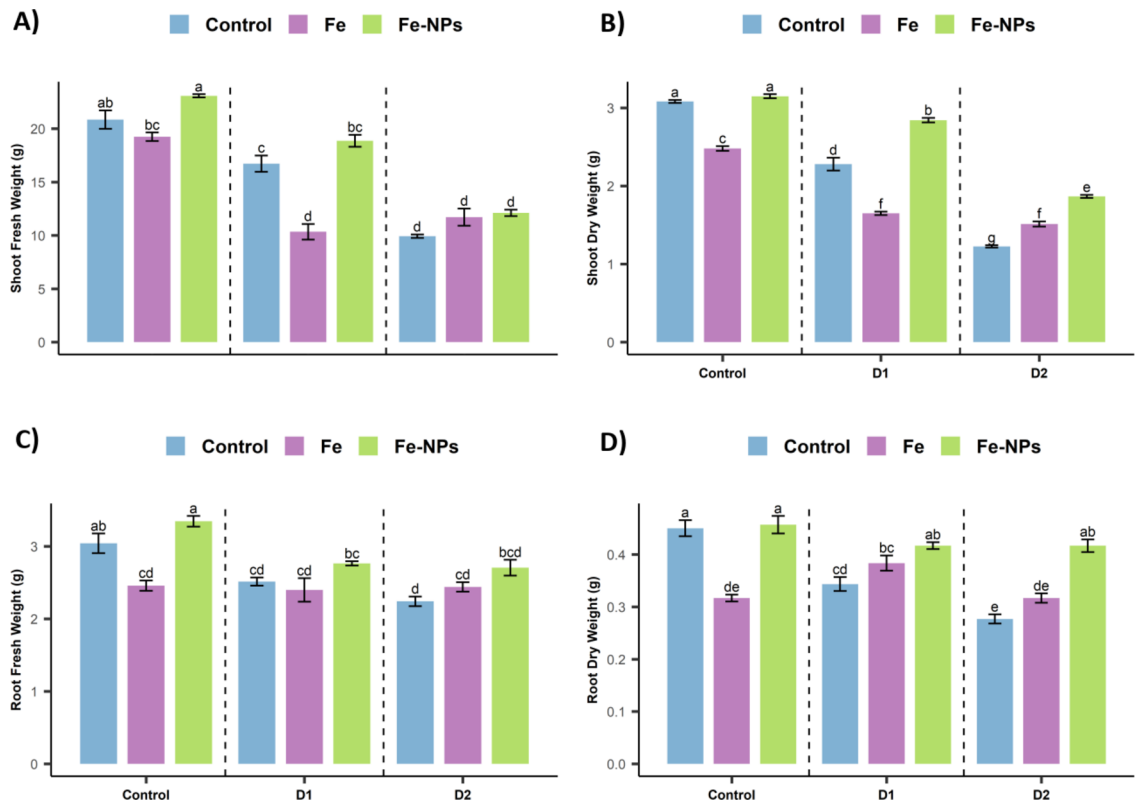 A)
Control Fe Fe-NPs
Shoot Fresh Weight (g)
20
15
10
5
0
ab bc a
c d bc
d d d
B)
Control Fe Fe-NPs
Shoot Dry Weight (g)
3
2
1
0
a c a
d f b
g f e
Control D1 D2
C)
Control Fe Fe-NPs
Root Fresh Weight (g)
3
2
1
0
ab cd a
cd cd bc
d cd bcd
Control D1 D2
D)
Control Fe Fe-NPs
Root Dry Weight (g)
0.4
0.3
0.2
0.1
0.0
a de a
cd bc ab
e de ab
Control D1 D2